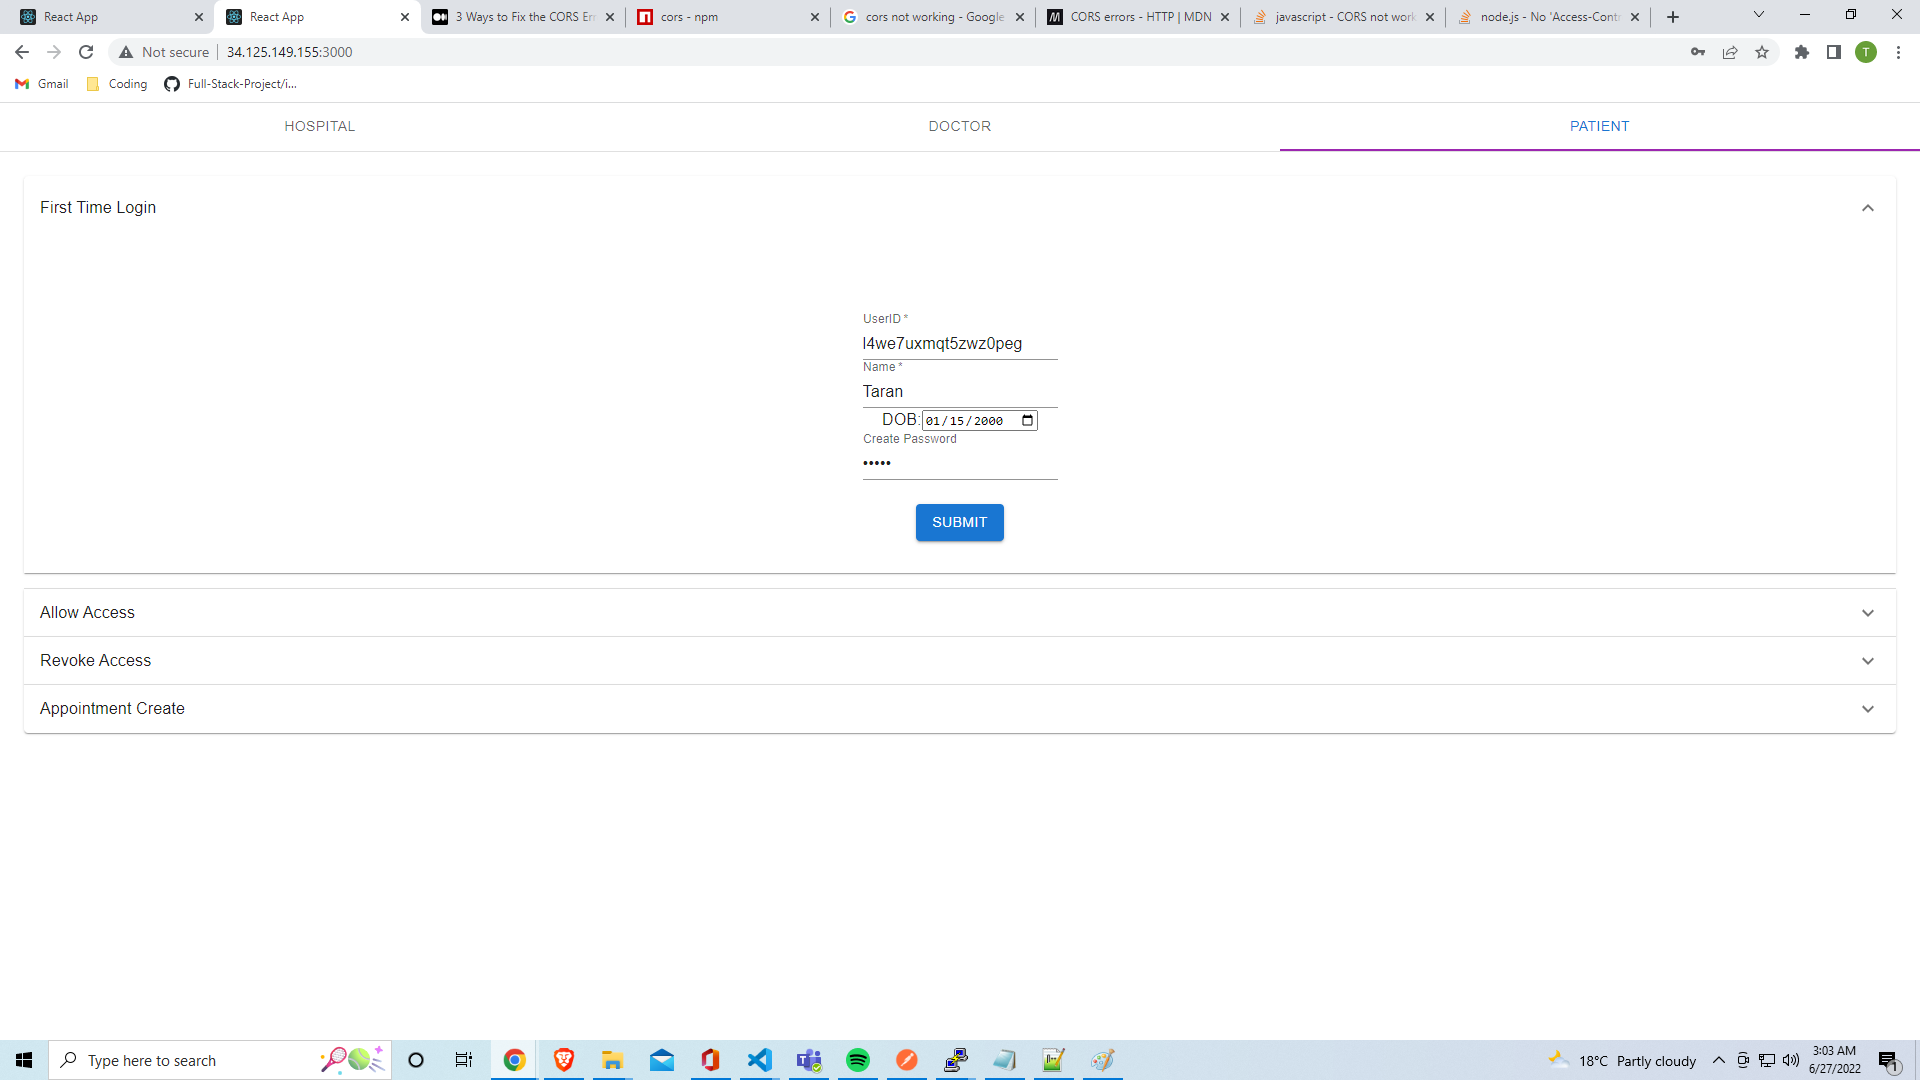 React App
React App
3 Ways to Fix the CORS Err
cors - npm
cors not working - Google
CORS errors - HTTP | MDN
javascript - CORS not work
node.js - No 'Access-Contr
Not secure
34.125.149.155:3000
T
Gmail
Coding
Full-Stack-Project/i...
HOSPITAL
DOCTOR
PATIENT
First Time Login
UserID *
l4we7uxmqt5zwz0peg
Name *
Taran
DOB: 01/15/2000
Create Password
•••••
SUBMIT
Allow Access
Revoke Access
Appointment Create
Type here to search
18°C Partly cloudy
3:03 AM
6/27/2022
1